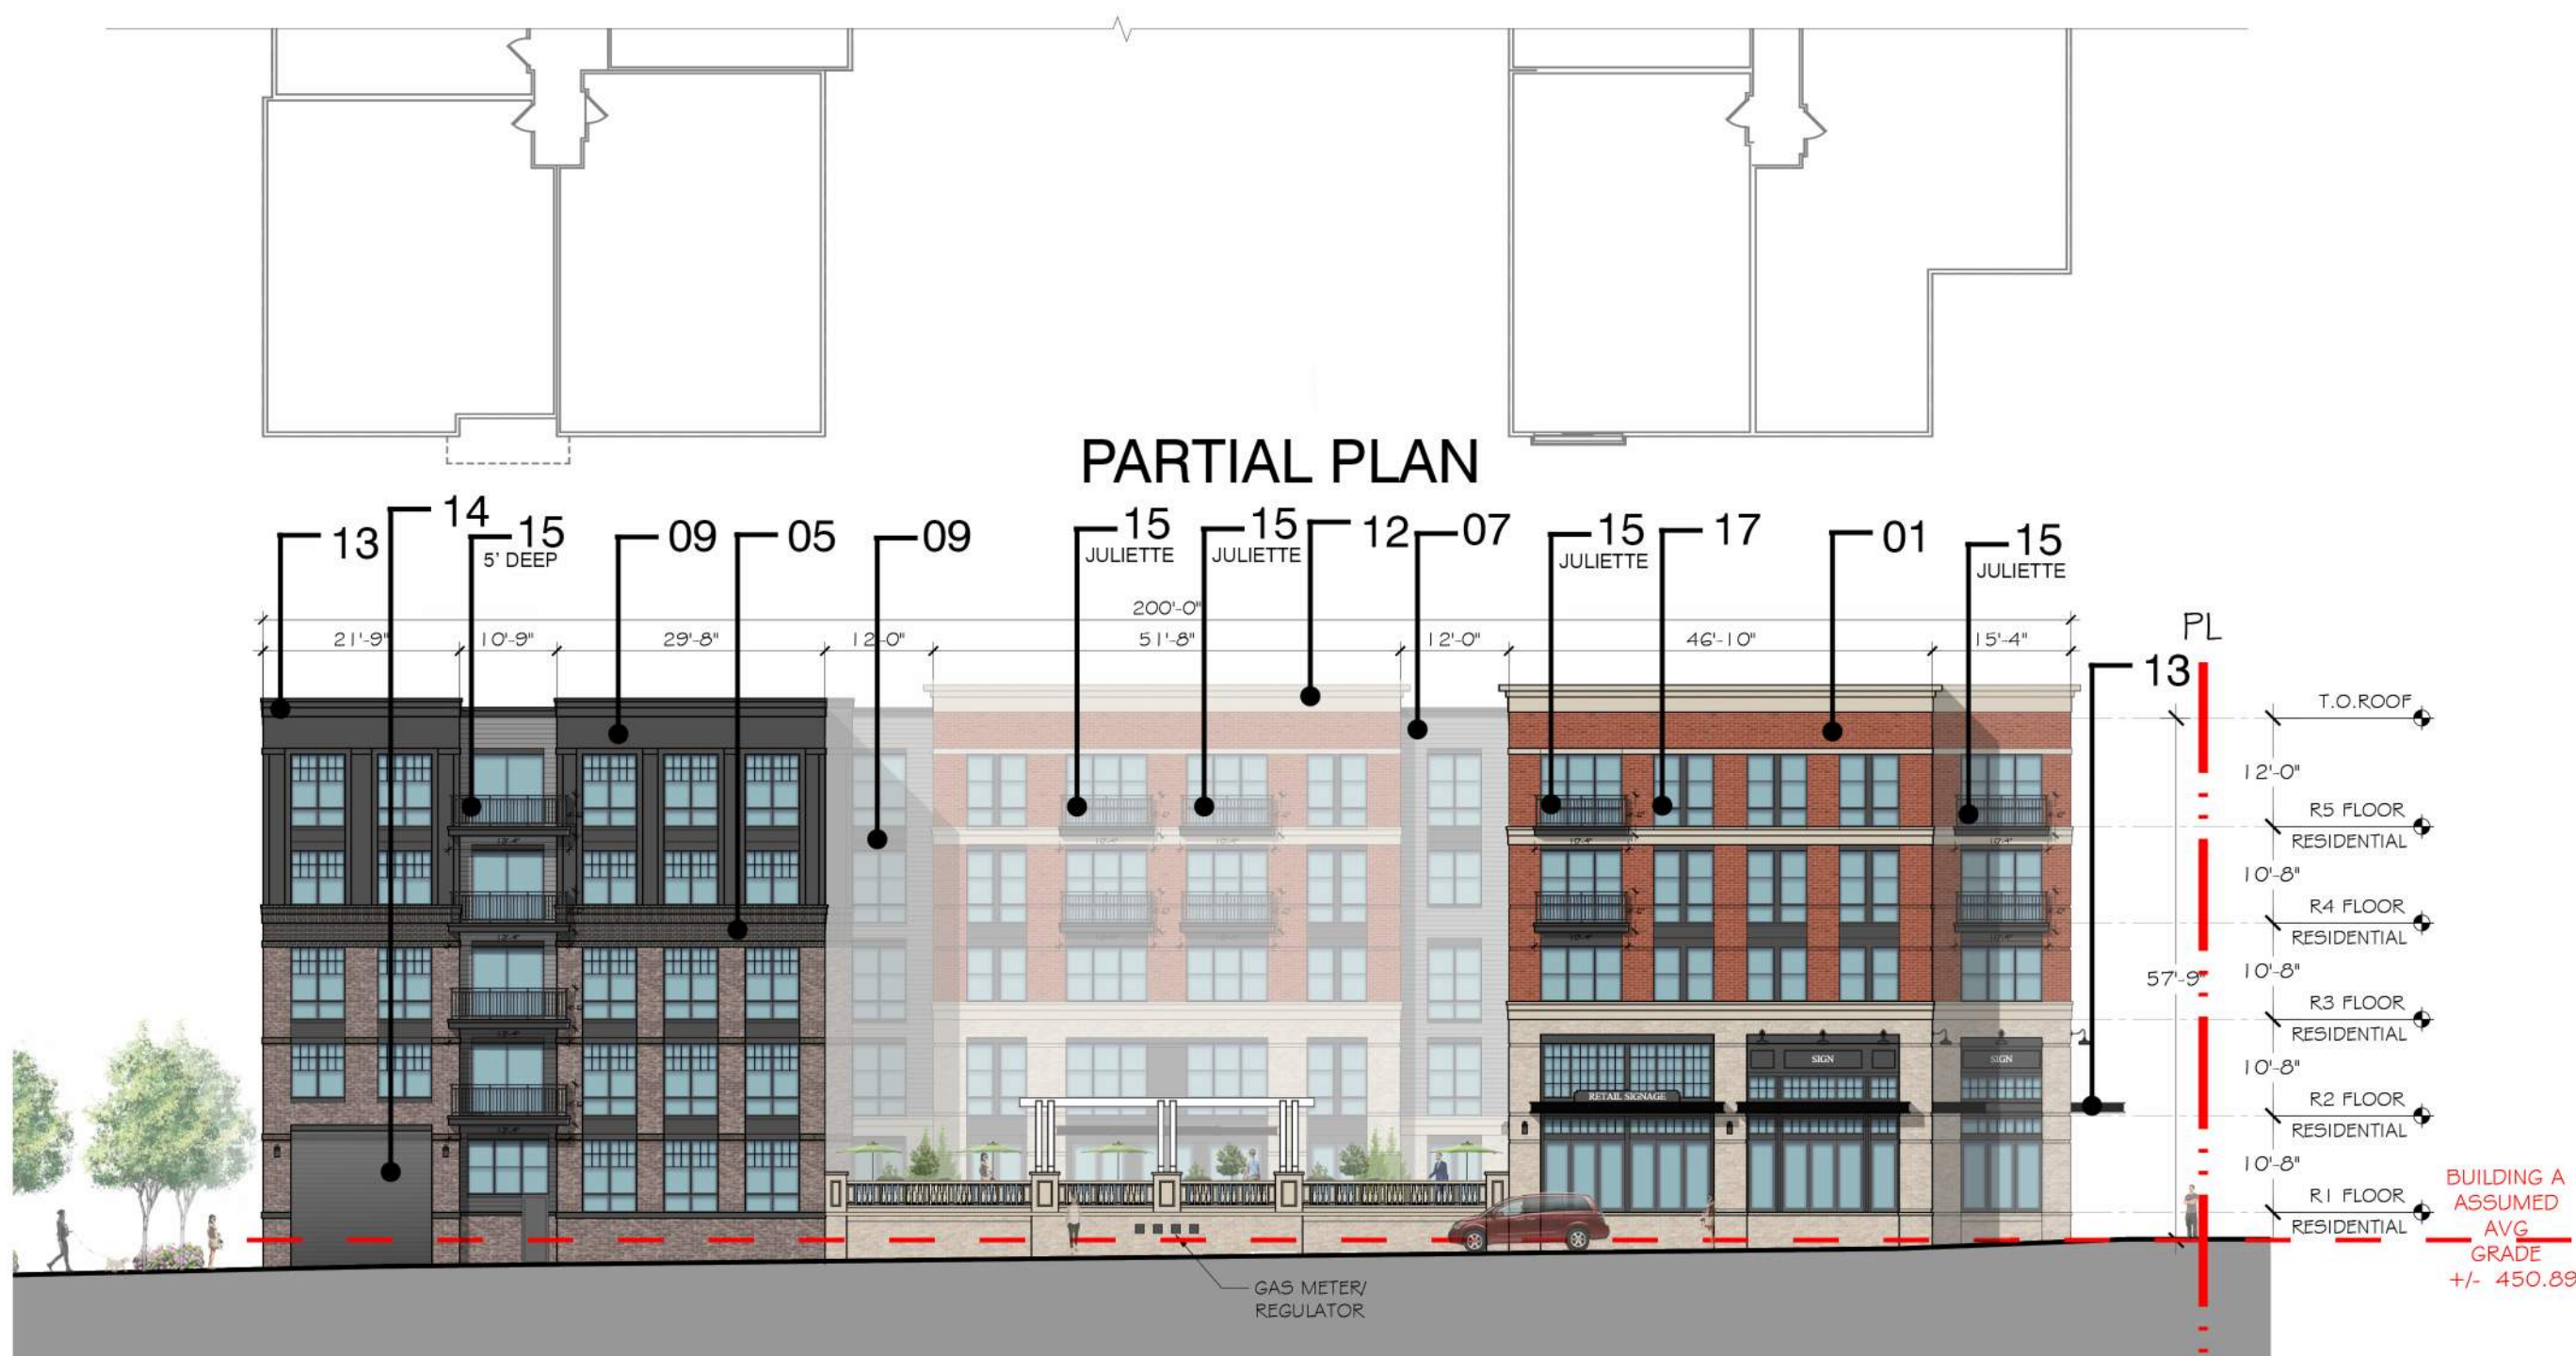 PARTIAL PLAN
13
14
15
5' DEEP
09
05
09
15
JULIETTE
15
JULIETTE
12
07
15
JULIETTE
17
01
15
JULIETTE
200'-0"
21'-9"
10'-9"
29'-8"
12'-0"
51'-8"
12'-0"
46'-10"
15'-4"
PL
13
T.O.ROOF
12'-0"
R5 FLOOR
RESIDENTIAL
10'-8"
R4 FLOOR
RESIDENTIAL
57'-9"
10'-8"
R3 FLOOR
RESIDENTIAL
10'-8"
R2 FLOOR
RESIDENTIAL
10'-8"
R1 FLOOR
RESIDENTIAL
SIGN
SIGN
RETAIL SIGNAGE
BUILDING A
ASSUMED
AVG
GRADE
+/- 450.89
GAS METER/
REGULATOR